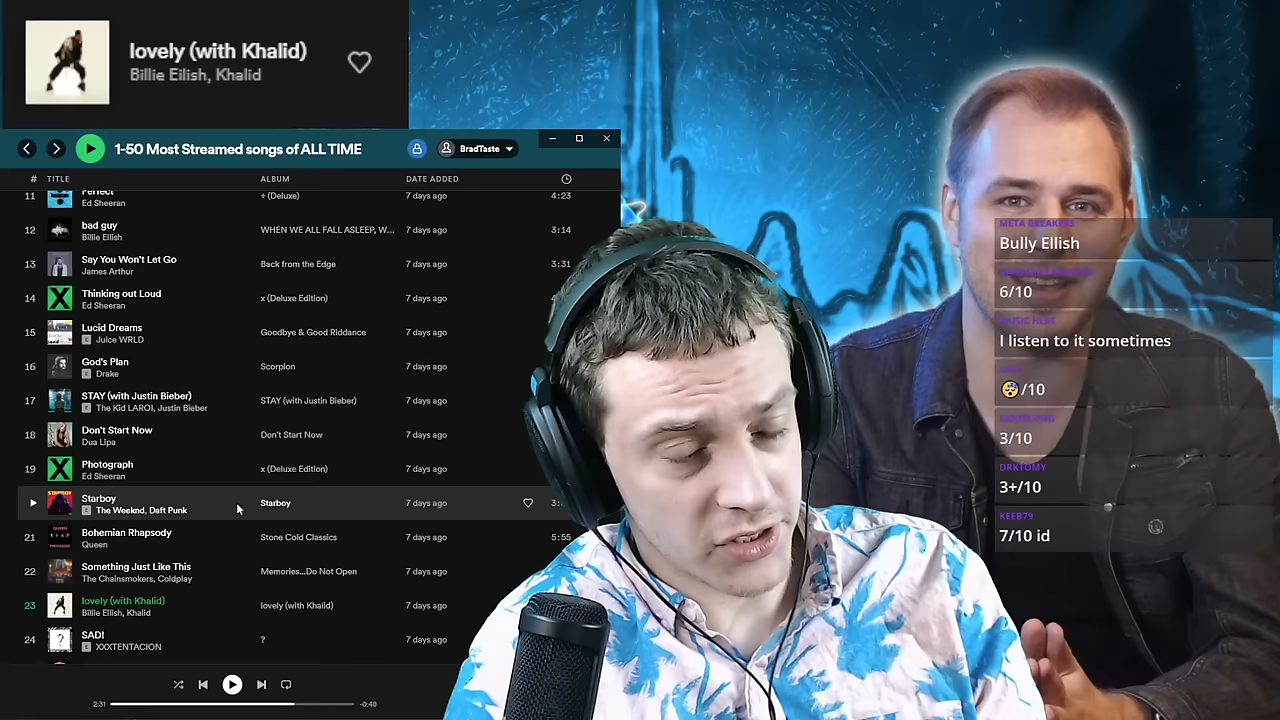 lovely (with Khalid)
Billie Eilish, Khalid
1-50 Most Streamed songs of ALL TIME
BradTaste
# TITLE ALBUM DATE ADDED
11 Perfect + (Deluxe) 7 days ago 4:23
Ed Sheeran
12 bad guy WHEN WE ALL FALL ASLEEP, W... 7 days ago 3:14
Billie Eilish
13 Say You Won't Let Go Back from the Edge 7 days ago 3:31
James Arthur
14 Thinking out Loud x (Deluxe Edition) 7 days ago
Ed Sheeran
15 Lucid Dreams Goodbye & Good Riddance 7 days ago
E Juice WRLD
16 God's Plan Scorpion 7 days ago
E Drake
17 STAY (with Justin Bieber) STAY (with Justin Bieber) 7 days ago
E The Kid LAROI, Justin Bieber
18 Don't Start Now Don't Start Now 7 days ago
Dua Lipa
19 Photograph x (Deluxe Edition) 7 days ago
Ed Sheeran
Starboy Starboy 7 days ago
E The Weeknd, Daft Punk
21 Bohemian Rhapsody Stone Cold Classics 7 days ago 5:55
Queen
22 Something Just Like This Memories...Do Not Open 7 days ago
The Chainsmokers, Coldplay
23 lovely (with Khalid) lovely (with Khalid) 7 days ago
Billie Eilish, Khalid
24 SAD! ? 7 days ago
E XXXTENTACION
2:31 -0:48
META BREAKERS
Bully Ellish
6/10
MUSIC HERE
I listen to it sometimes
😴/10
3/10
DRKTOMY
3+/10
KEEB79
7/10 id